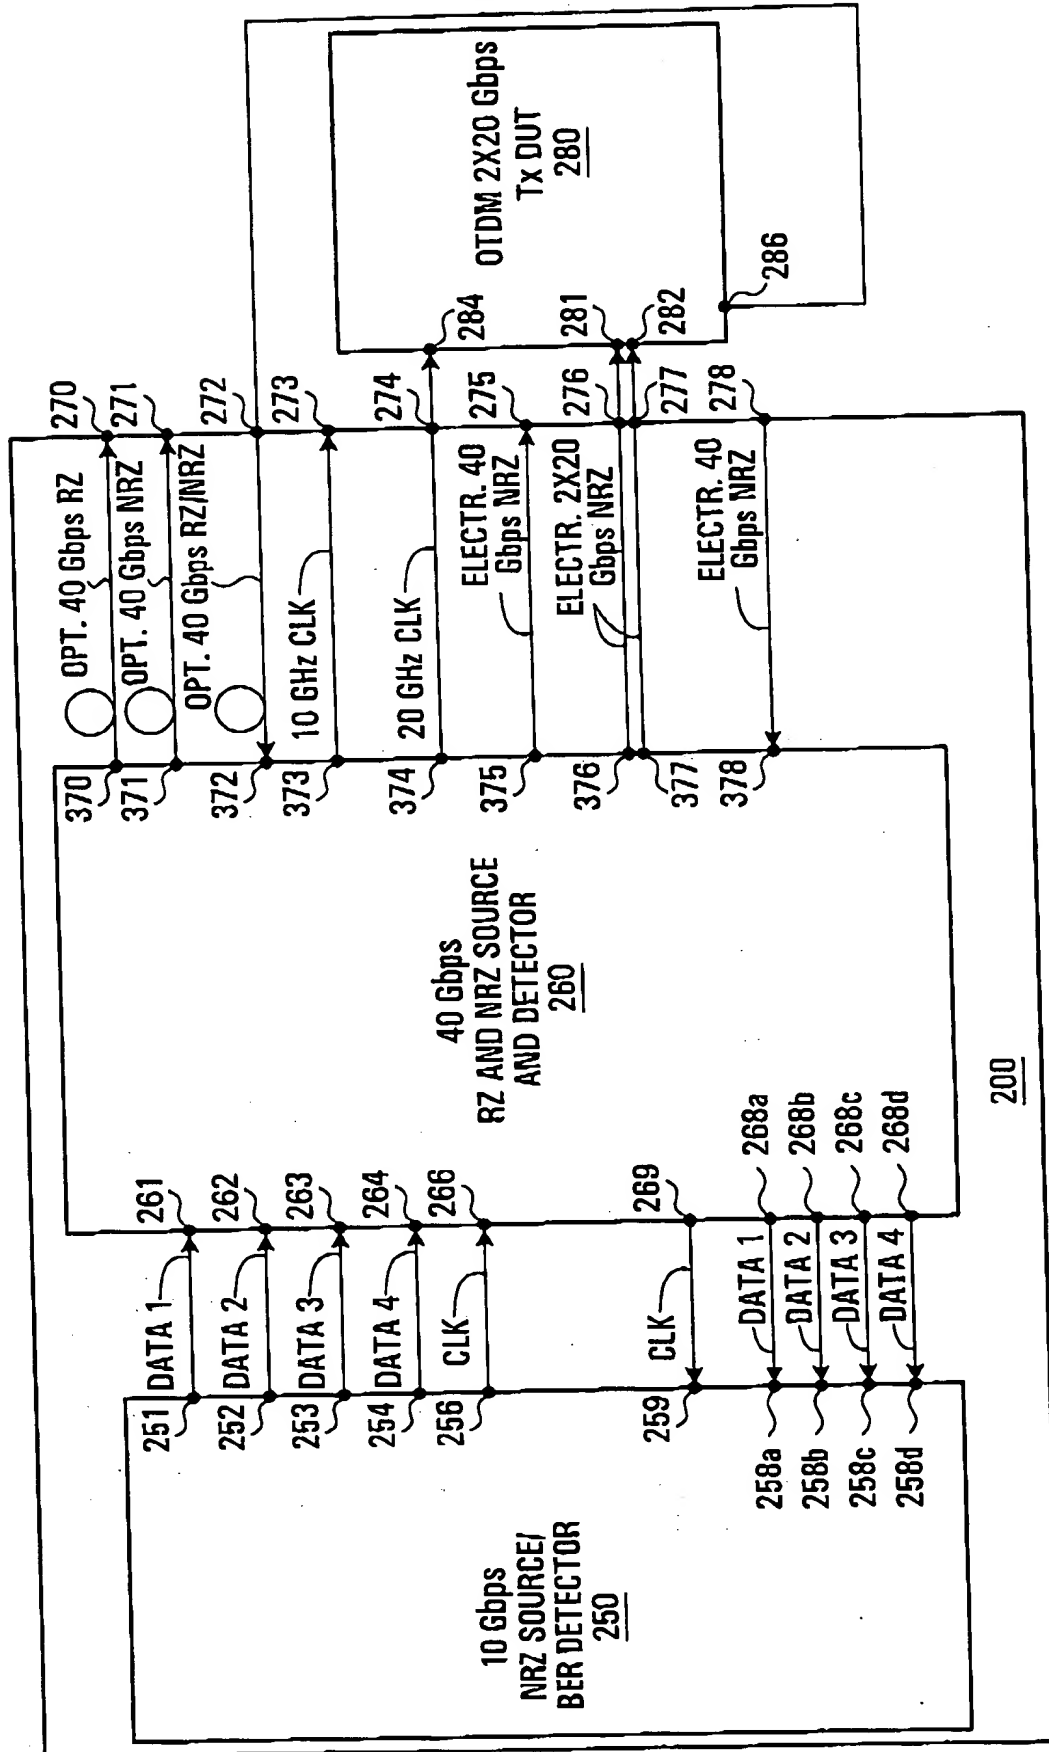 10 Gbps
NRZ SOURCE/
BER DETECTOR
250
251
252
253
254
256
259
258a
258b
258c
258d
DATA 1
DATA 2
DATA 3
DATA 4
CLK
CLK
DATA 1
DATA 2
DATA 3
DATA 4
261
262
263
264
266
269
268a
268b
268c
268d
40 Gbps
RZ AND NRZ SOURCE
AND DETECTOR
260
200
370
371
372
373
374
375
376
377
378
OPT. 40 Gbps RZ
OPT. 40 Gbps NRZ
OPT. 40 Gbps RZ/NRZ
10 GHz CLK
20 GHz CLK
ELECTR. 40
Gbps NRZ
ELECTR. 2X20
Gbps NRZ
ELECTR. 40
Gbps NRZ
270
271
272
273
274
275
276
277
278
284
281
282
286
OTDM 2X20 Gbps
Tx DUT
280